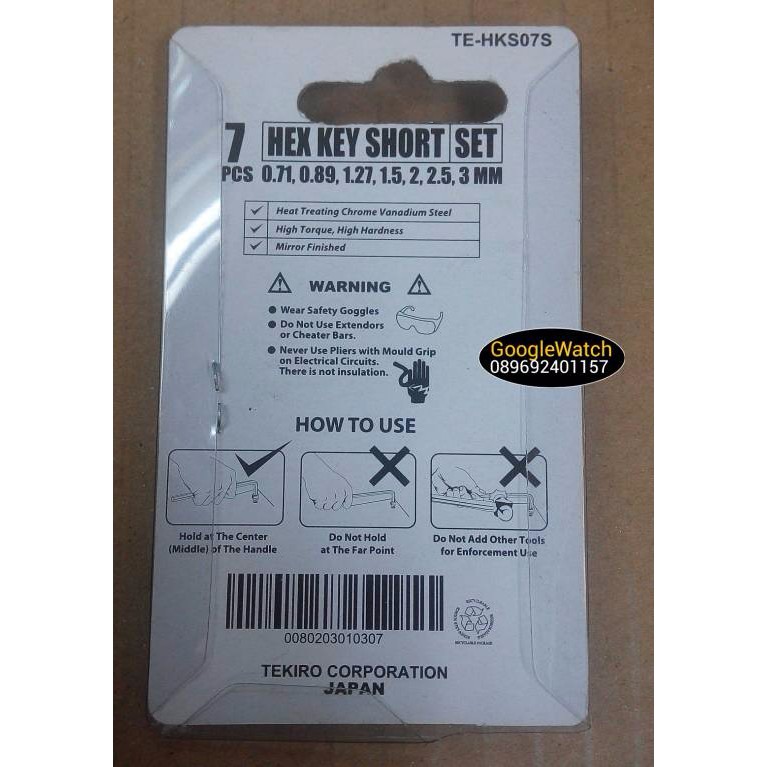 TE-HKS07S
7 HEX KEY SHORT SET
PCS 0.71, 0.89, 1.27, 1.5, 2, 2.5, 3 MM
✓ Heat Treating Chrome Vanadium Steel
✓ High Torque, High Hardness
✓ Mirror Finished
WARNING
● Wear Safety Goggles
● Do Not Use Extendors
or Cheater Bars.
● Never Use Pliers with Mould Grip
on Electrical Circuits.
There is not insulation.
GoogleWatch
089692401157
HOW TO USE
Hold at The Center
(Middle) of The Handle
Do Not Hold
at The Far Point
Do Not Add Other Tools
for Enforcement Use
0080203010307
TEKIRO CORPORATION
JAPAN